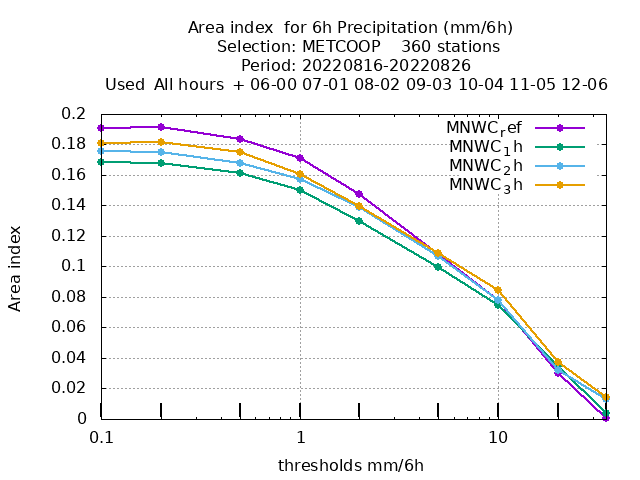 Area index  for 6h Precipitation (mm/6h)
Selection: METCOOP    360 stations
Period: 20220816-20220826
Used  All hours  + 06-00 07-01 08-02 09-03 10-04 11-05 12-06
0.2
0.18
0.16
0.14
0.12
0.1
0.08
0.06
0.04
0.02
0
Area index
MNWC_ref
MNWC_1h
MNWC_2h
MNWC_3h
0.1
1
10
thresholds mm/6h